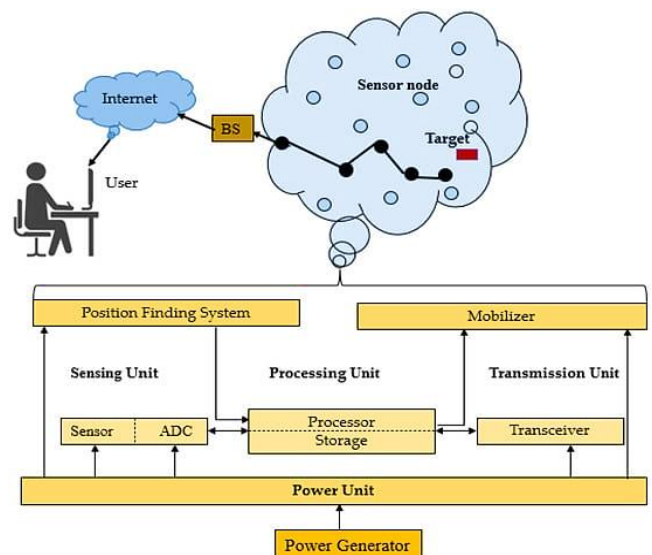 Sensor node
Internet
BS
Target
User
Position Finding System
Mobilizer
Sensing Unit
Processing Unit
Transmission Unit
Sensor
ADC
Processor
Storage
Transceiver
Power Unit
Power Generator